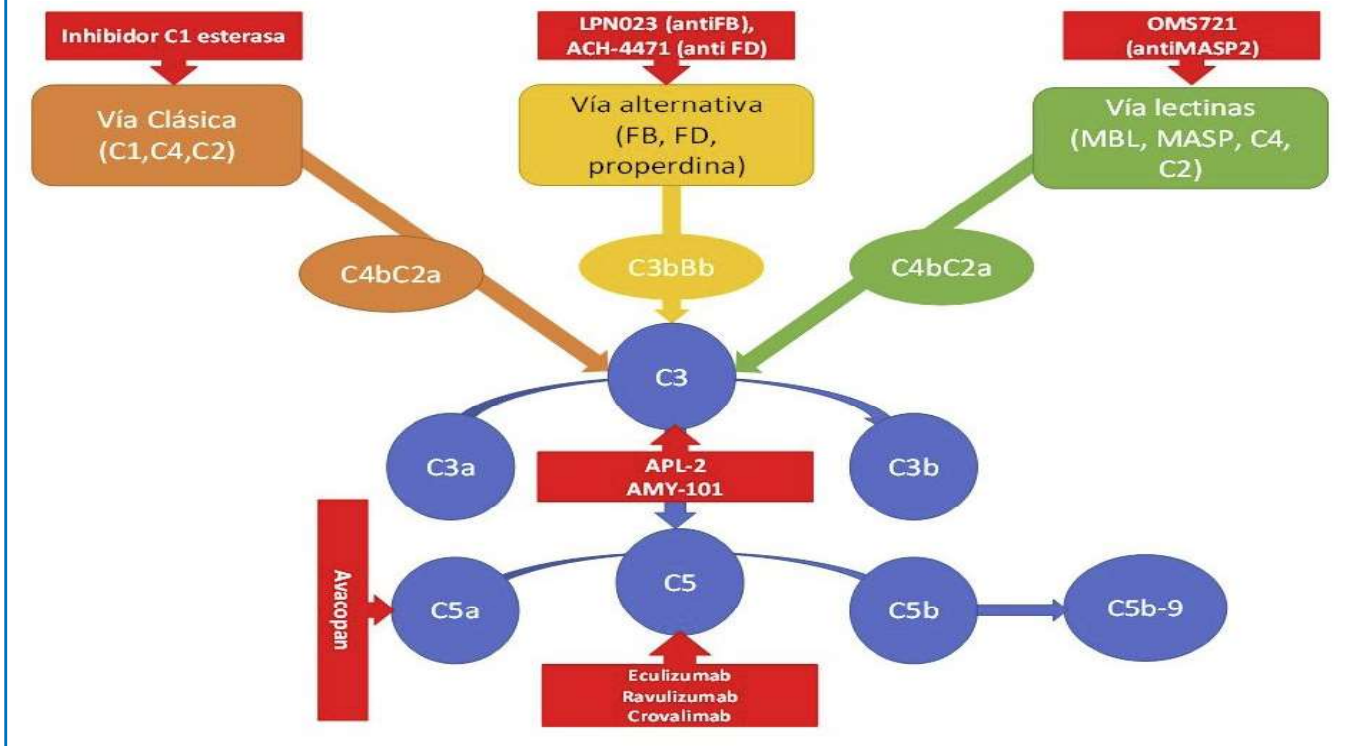 Inhibidor C1 esterasa
LPN023 (antiFB),
ACH-4471 (anti FD)
OMS721
(antiMASP2)
Vía Clásica
(C1,C4,C2)
Vía alternativa
(FB, FD,
properdina)
Vía lectinas
(MBL, MASP, C4,
C2)
C4bC2a
C3bBb
C4bC2a
C3
C3a
APL-2
AMY-101
C3b
Avacopan
C5a
C5
C5b
C5b-9
Eculizumab
Ravulizumab
Crovalimab